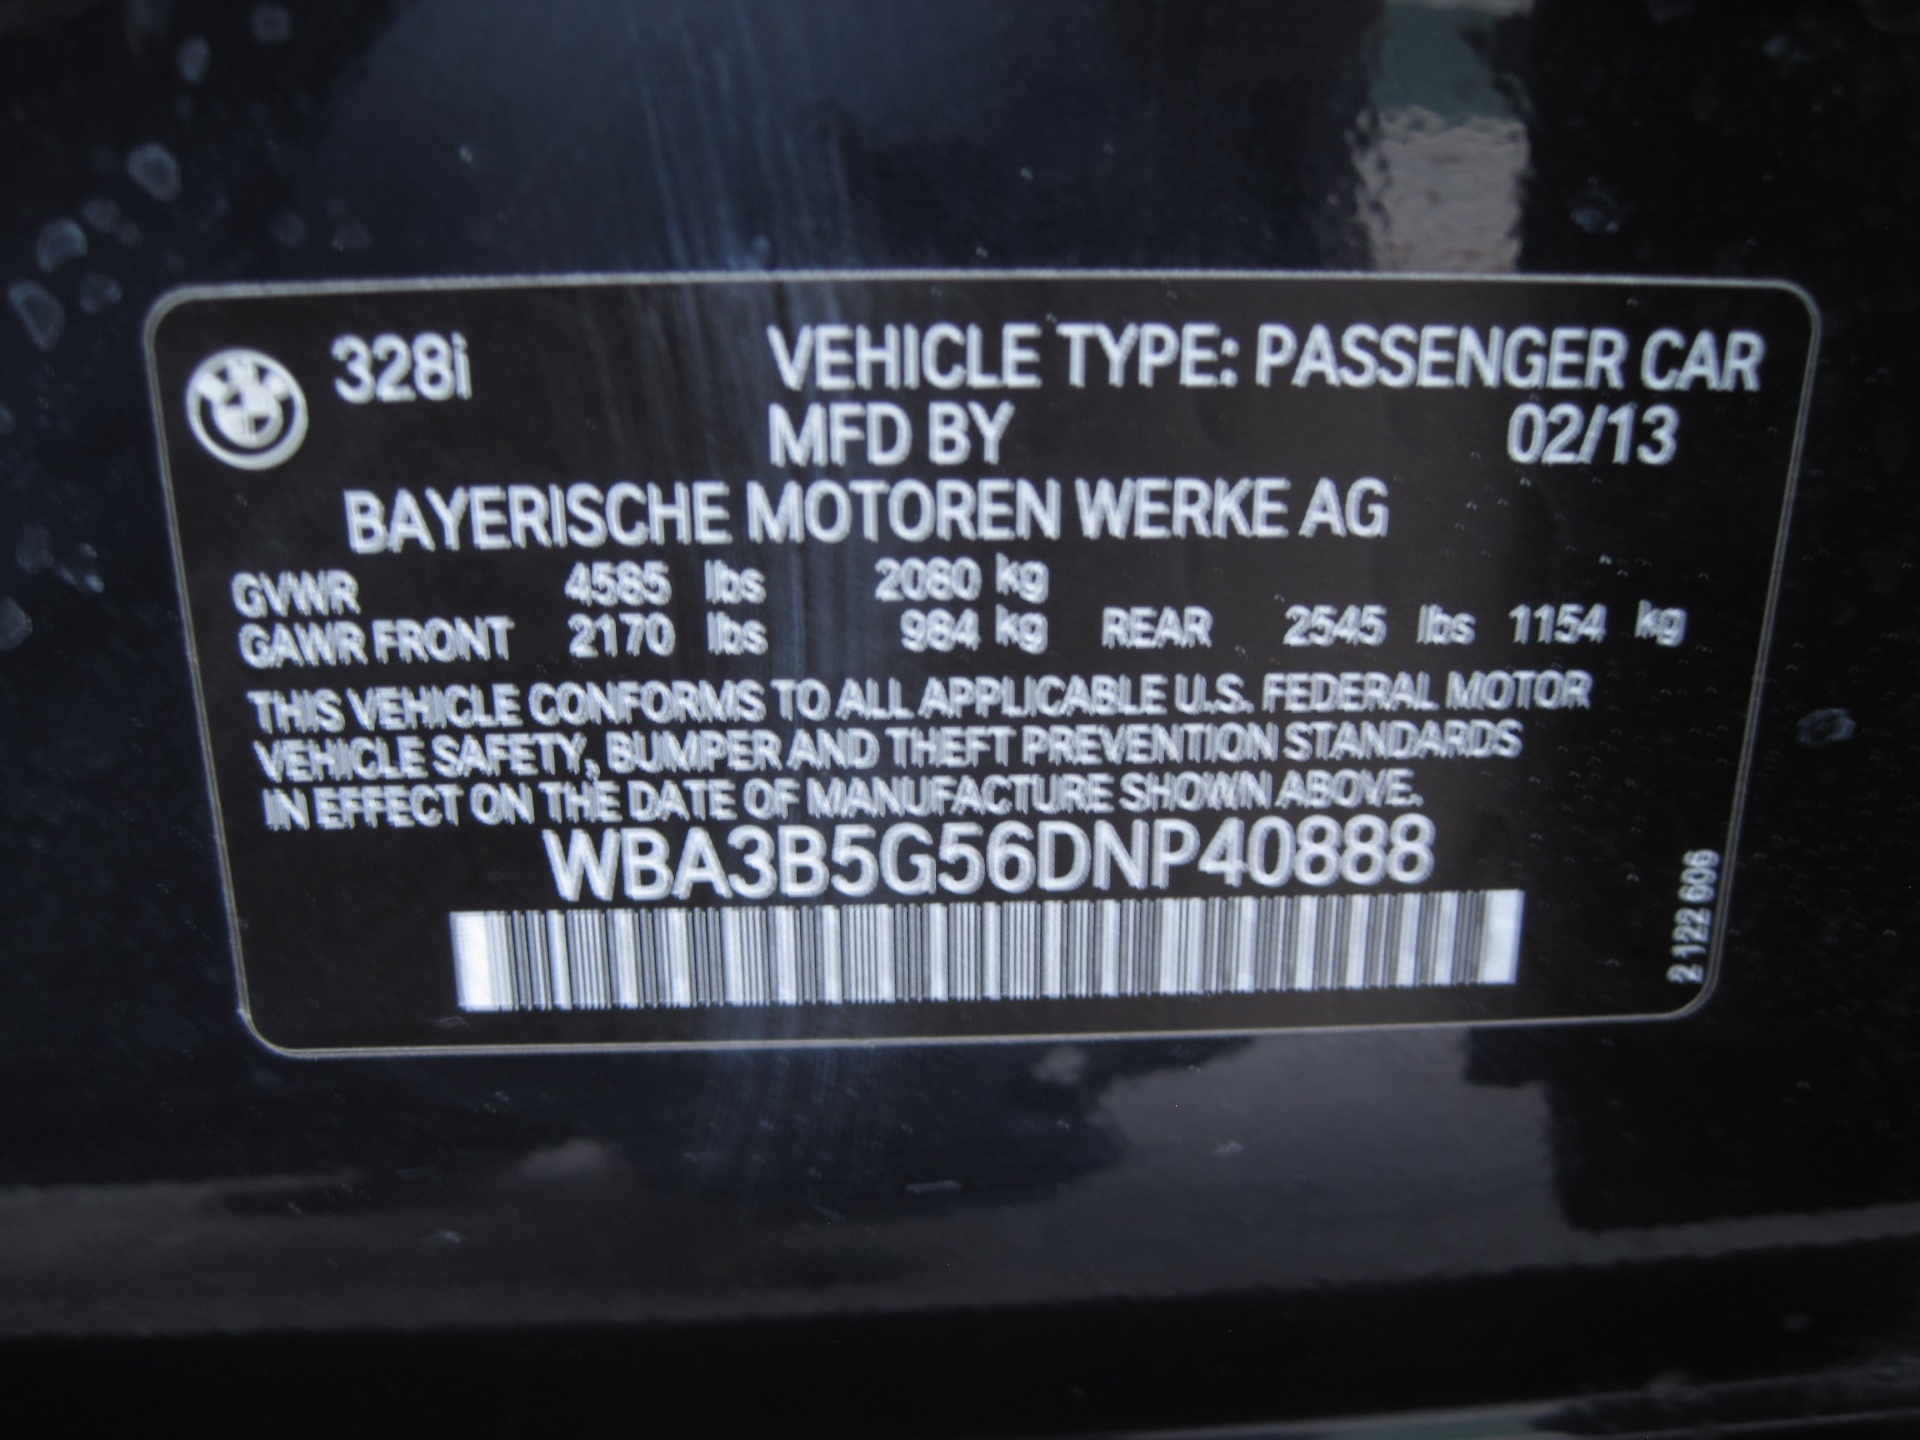 328i VEHICLE TYPE: PASSENGER CAR
MFD BY 02/13
BAYERISCHE MOTOREN WERKE AG
GVWR 4585 lbs 2080 kg
GAWR FRONT 2170 lbs 984 kg REAR 2545 lbs 1154 kg
THIS VEHICLE CONFORMS TO ALL APPLICABLE U.S. FEDERAL MOTOR
VEHICLE SAFETY, BUMPER AND THEFT PREVENTION STANDARDS
IN EFFECT ON THE DATE OF MANUFACTURE SHOWN ABOVE.
WBA3B5G56DNP40888
2 122 606